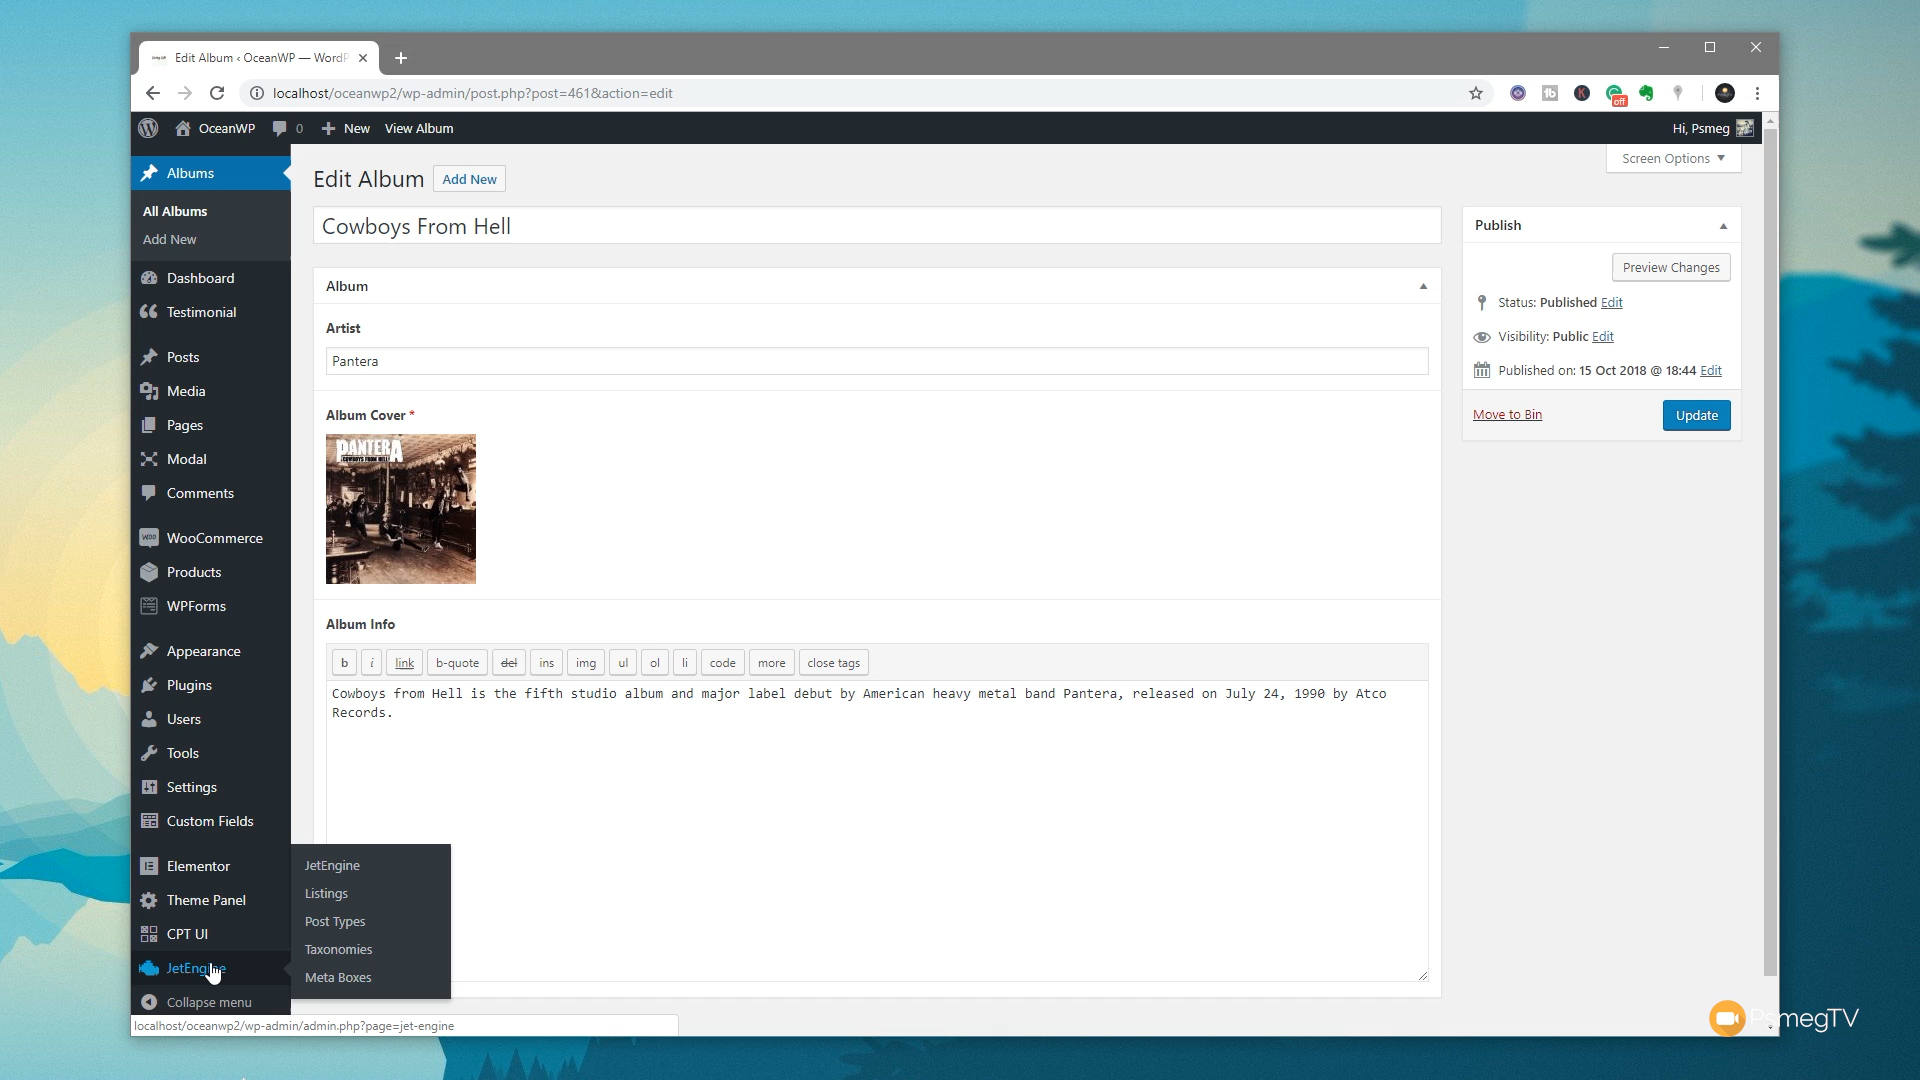 Edit Album ‹ OceanWP — WordP
localhost/oceanwp2/wp-admin/post.php?post=461&action=edit
off
OceanWP 0 New View Album
Hi, Psmeg
Screen Options
Albums
All Albums
Add New
Dashboard
Testimonial
Posts
Media
Pages
Modal
Comments
WooCommerce
Products
WPForms
Appearance
Plugins
Users
Tools
Settings
Custom Fields
Elementor
Theme Panel
CPT UI
JetEngine
Collapse menu
JetEngine
Listings
Post Types
Taxonomies
Meta Boxes
localhost/oceanwp2/wp-admin/admin.php?page=jet-engine
Edit Album Add New
Cowboys From Hell
Album
Artist
Pantera
Album Cover *
PANTERA
COWBOYS FROM HELL
Album Info
b i link b-quote del ins img ul ol li code more close tags
Cowboys from Hell is the fifth studio album and major label debut by American heavy metal band Pantera, released on July 24, 1990 by Atco
Records.
Publish
Preview Changes
Status: Published Edit
Visibility: Public Edit
Published on: 15 Oct 2018 @ 18:44 Edit
Move to Bin Update
PsmegTV